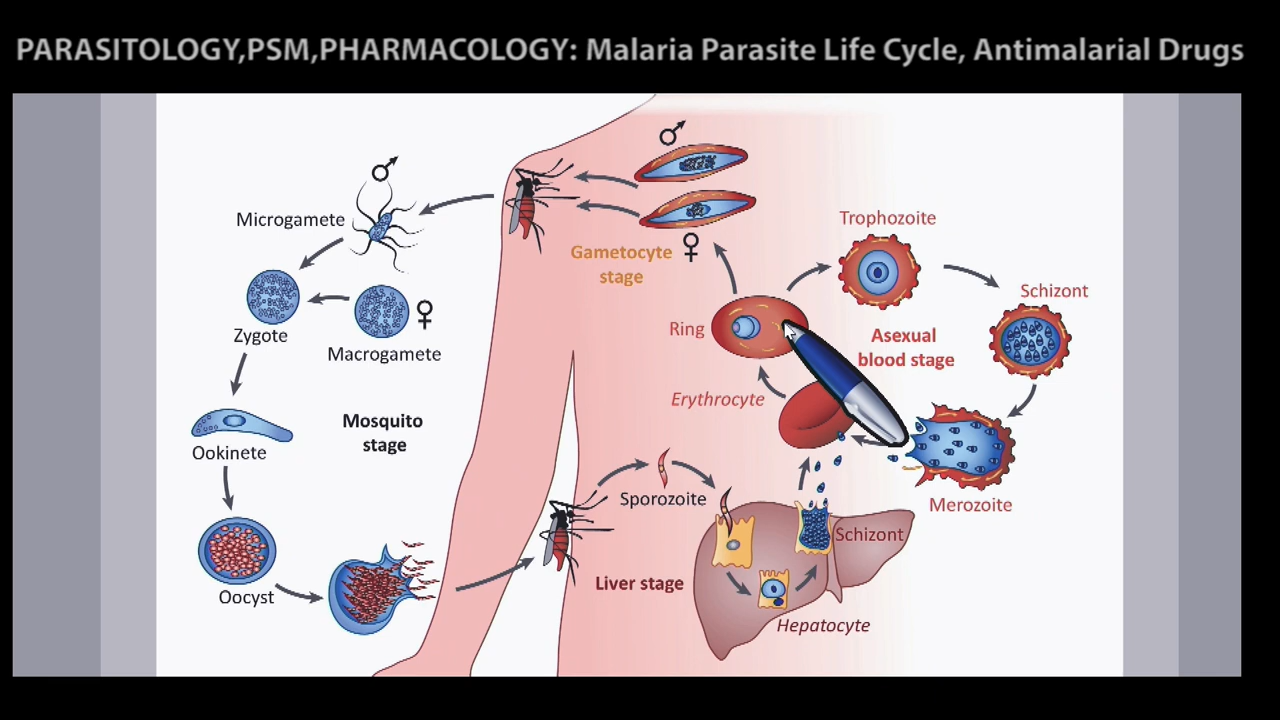 PARASITOLOGY,PSM,PHARMACOLOGY: Malaria Parasite Life Cycle, Antimalarial Drugs
♂
♂
Microgamete
Trophozoite
Gametocyte
stage
♀
Schizont
Zygote
♀
Macrogamete
Ring
Asexual
blood stage
Erythrocyte
Mosquito
stage
Ookinete
Sporozoite
Merozoite
Schizont
Liver stage
Oocyst
Hepatocyte